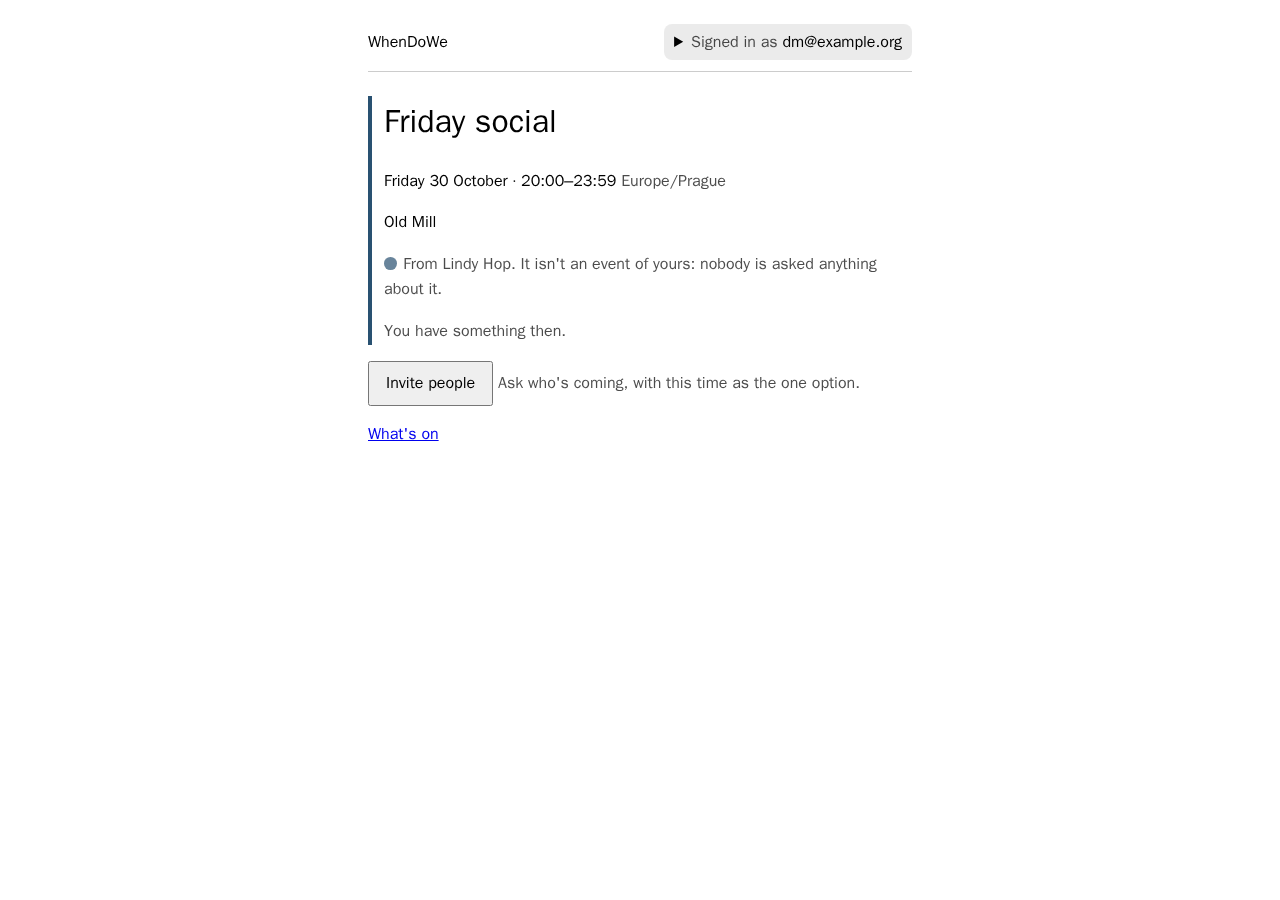 WhenDoWe
Signed in as dm@example.org
Friday social
Friday 30 October · 20:00–23:59 Europe/Prague
Old Mill
From Lindy Hop. It isn't an event of yours: nobody is asked anything
about it.
You have something then.
Invite people Ask who's coming, with this time as the one option.
What's on